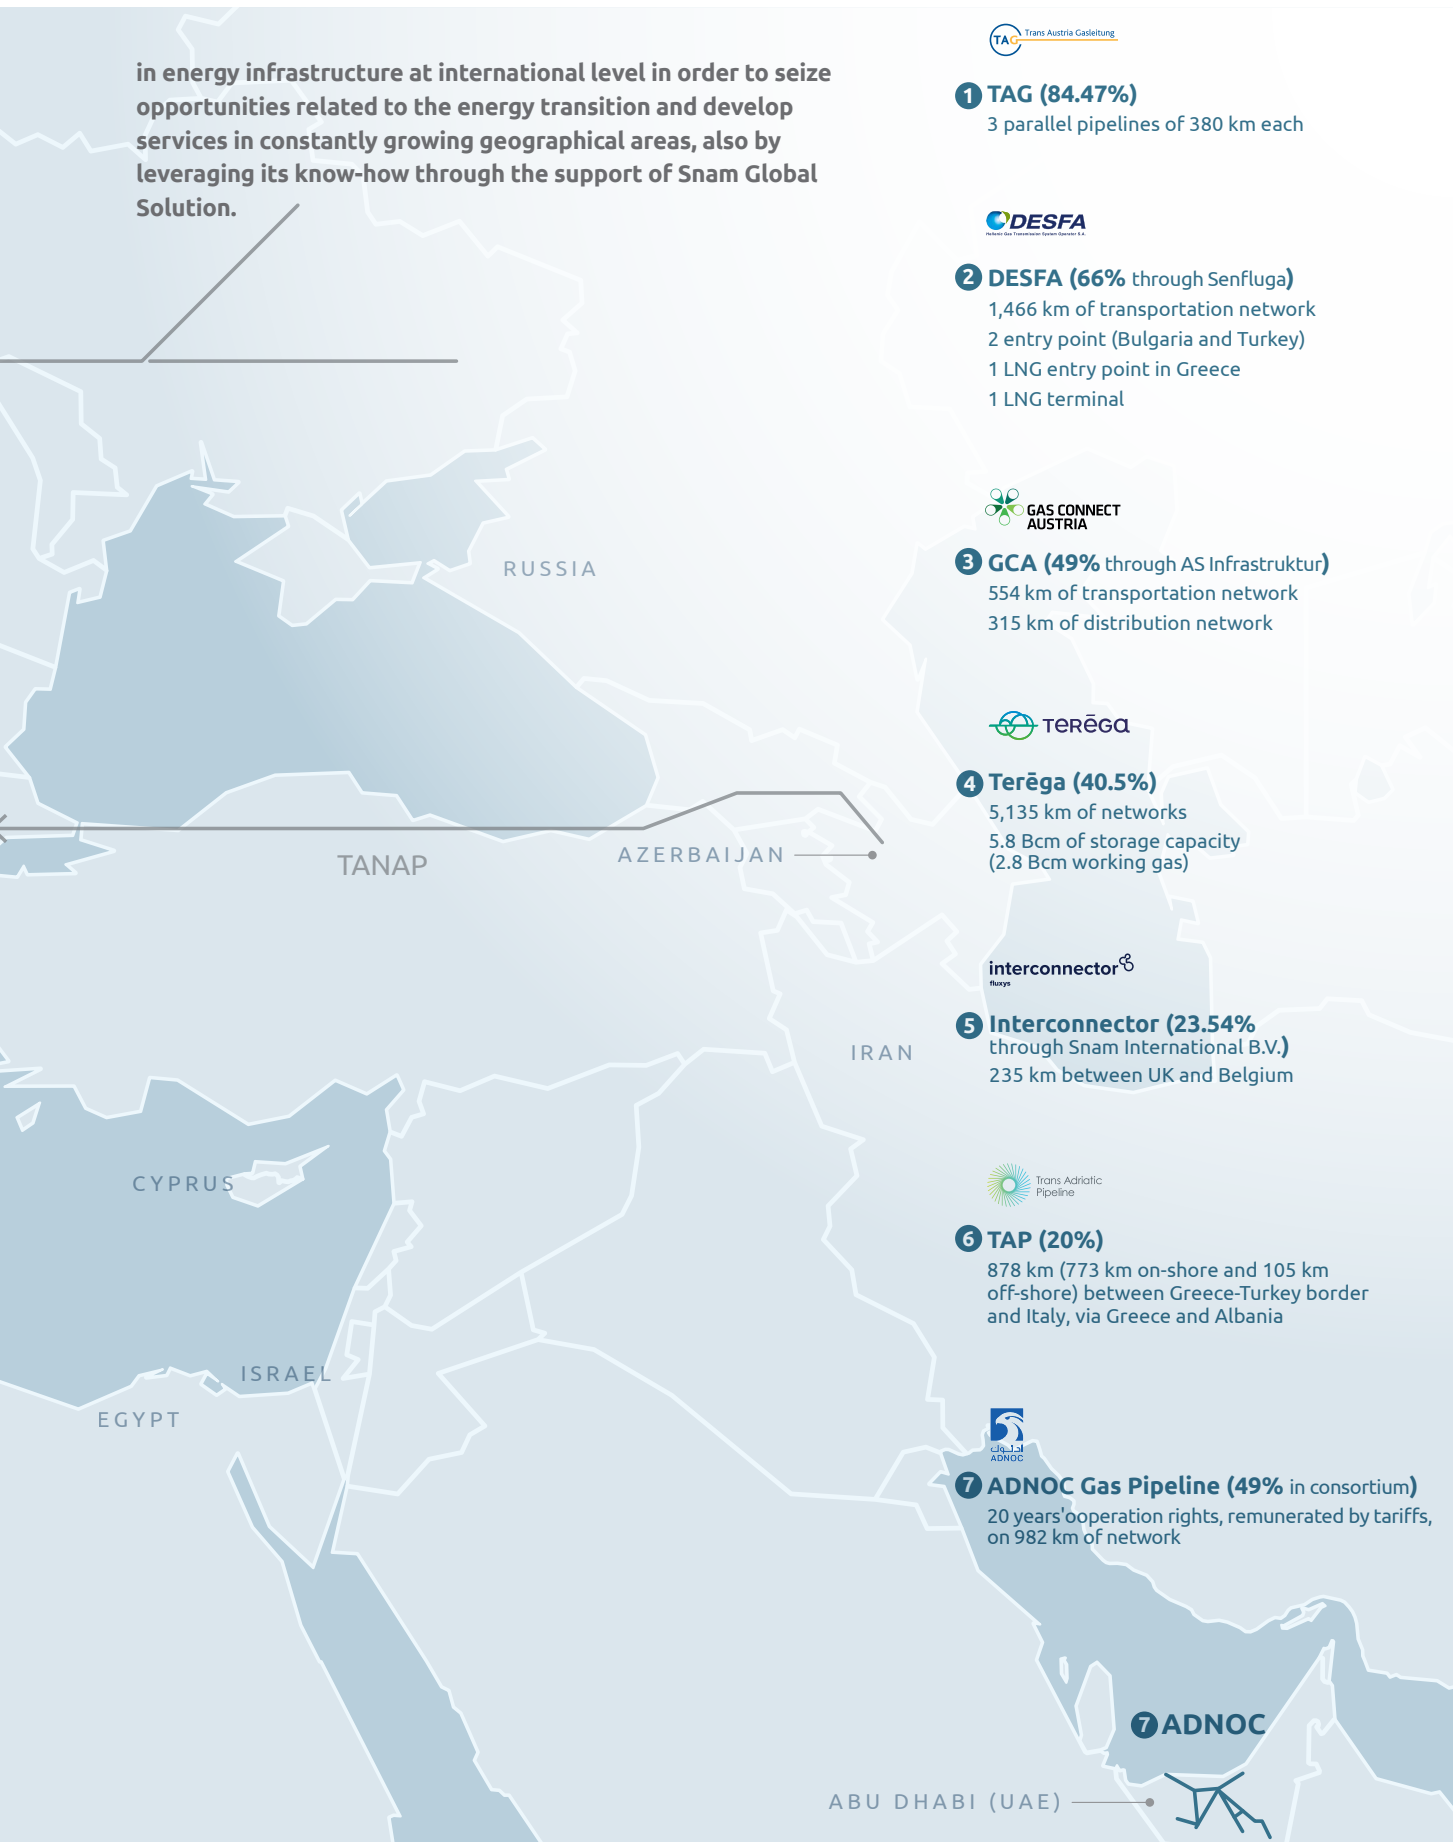 in energy infrastructure at international level in order to seize
opportunities related to the energy transition and develop
services in constantly growing geographical areas, also by
leveraging its know-how through the support of Snam Global
Solution.
RUSSIA
TANAP
AZERBAIJAN
IRAN
CYPRUS
ISRAEL
EGYPT
TAG Trans Austria Gasleitung
1 TAG (84.47%)
3 parallel pipelines of 380 km each
DESFA
Hellenic Gas Transmission System Operator S.A.
2 DESFA (66% through Senfluga)
1,466 km of transportation network
2 entry point (Bulgaria and Turkey)
1 LNG entry point in Greece
1 LNG terminal
GAS CONNECT
AUSTRIA
3 GCA (49% through AS Infrastruktur)
554 km of transportation network
315 km of distribution network
TERĒGA
4 Terēga (40.5%)
5,135 km of networks
5.8 Bcm of storage capacity
(2.8 Bcm working gas)
interconnector
fluxys
5 Interconnector (23.54%
through Snam International B.V.)
235 km between UK and Belgium
Trans Adriatic
Pipeline
6 TAP (20%)
878 km (773 km on-shore and 105 km
off-shore) between Greece-Turkey border
and Italy, via Greece and Albania
أدنوك
ADNOC
7 ADNOC Gas Pipeline (49% in consortium)
20 years'ooperation rights, remunerated by tariffs,
on 982 km of network
7 ADNOC
ABU DHABI (UAE)